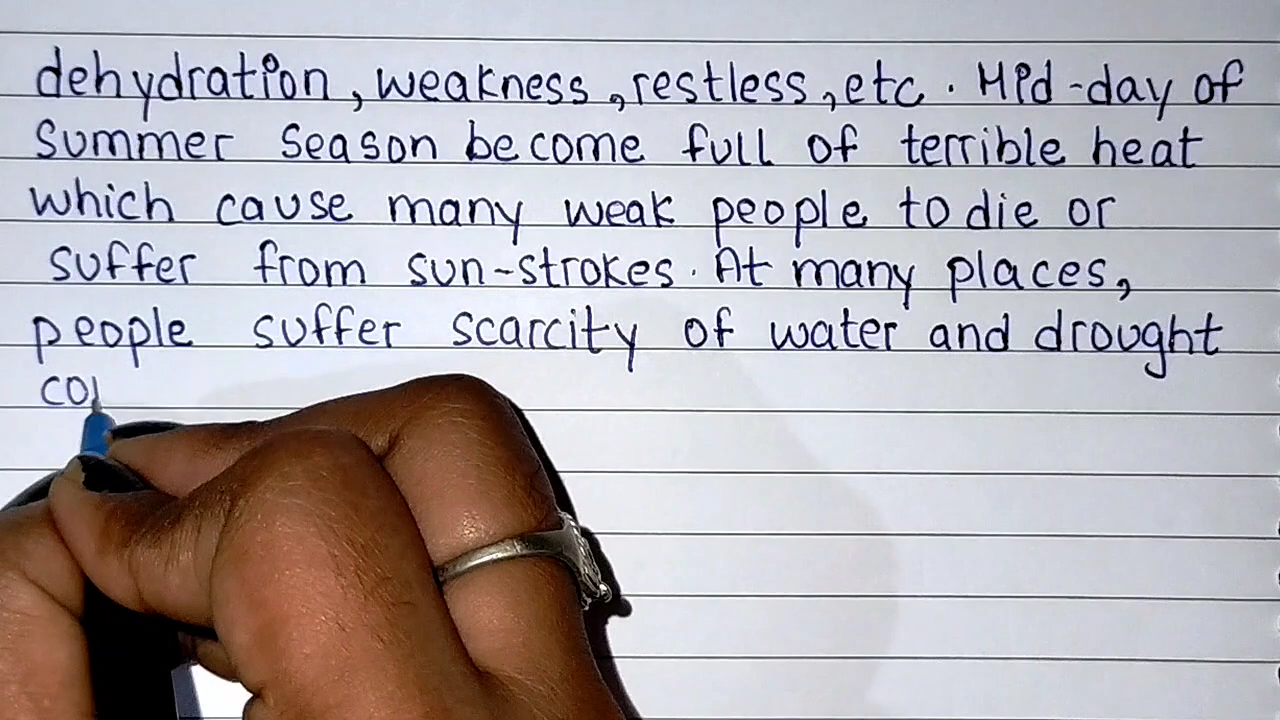 dehydration, weakness, restless, etc. Mid-day of
summer season become full of terrible heat
which cause many weak people to die or
suffer from sun-strokes. At many places,
people suffer scarcity of water and drought